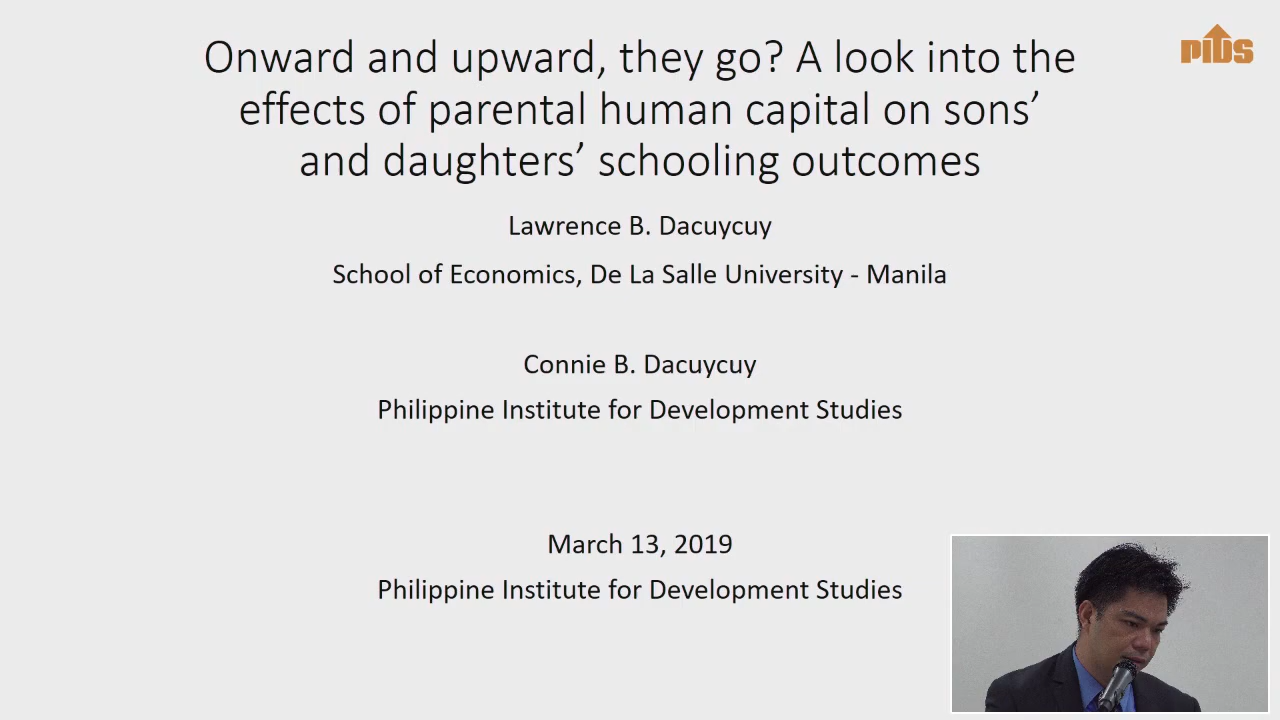 PIDS
Onward and upward, they go? A look into the
effects of parental human capital on sons’
and daughters’ schooling outcomes
Lawrence B. Dacuycuy
School of Economics, De La Salle University - Manila
Connie B. Dacuycuy
Philippine Institute for Development Studies
March 13, 2019
Philippine Institute for Development Studies